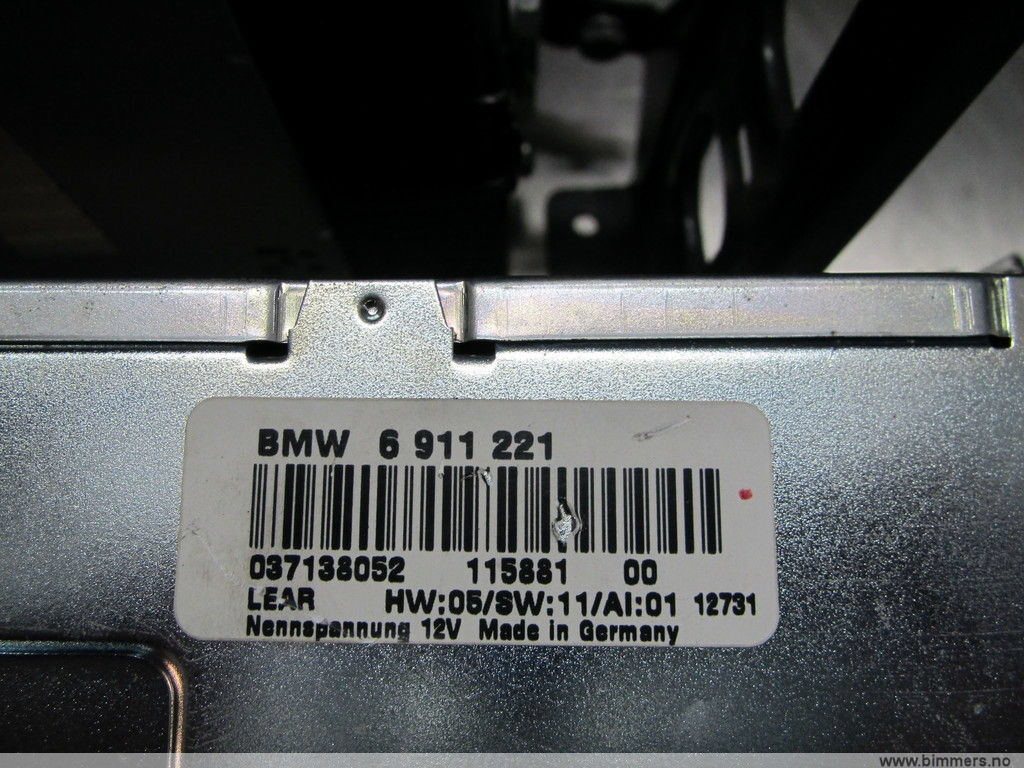 BMW 6 911 221
037138052 115881 00
LEAR HW:05/SW:11/AI:01 12731
Nennspannung 12V Made in Germany
www.bimmers.no